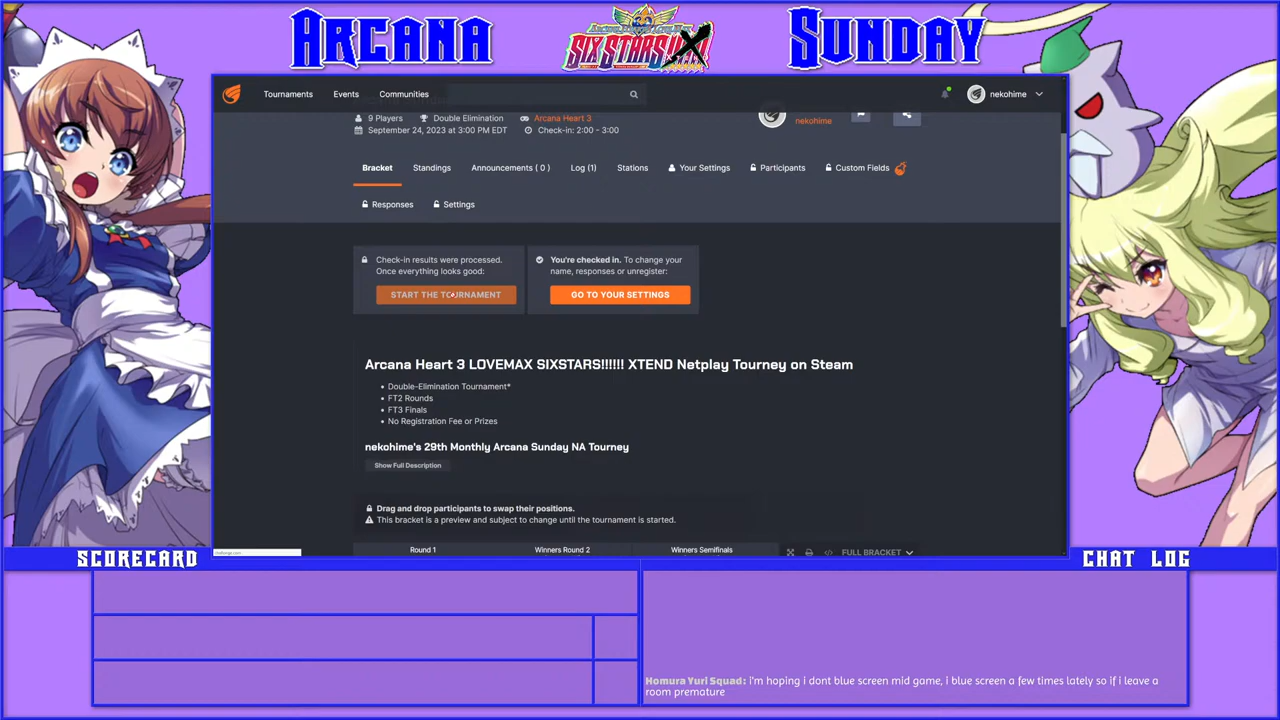 ARCANA
SIX STARS!!!!!!
X
SUNDAY
Tournaments
Events
Communities
nekohime
9 Players
Double Elimination
Arcana Heart 3
nekohime
September 24, 2023 at 3:00 PM EDT
Check-in: 2:00 - 3:00
Bracket
Standings
Announcements ( 0 )
Log (1)
Stations
Your Settings
Participants
Custom Fields
Responses
Settings
Check-in results were processed.
Once everything looks good:
START THE TOURNAMENT
You're checked in. To change your
name, responses or unregister:
GO TO YOUR SETTINGS
Arcana Heart 3 LOVEMAX SIXSTARS!!!!!! XTEND Netplay Tourney on Steam
• Double-Elimination Tournament*
• FT2 Rounds
• FT3 Finals
• No Registration Fee or Prizes
nekohime's 29th Monthly Arcana Sunday NA Tourney
Show Full Description
Drag and drop participants to swap their positions.
This bracket is a preview and subject to change until the tournament is started.
Round 1
Winners Round 2
Winners Semifinals
FULL BRACKET
SCORECARD
CHAT LOG
Homura Yuri Squad: i'm hoping i dont blue screen mid game, i blue screen a few times lately so if i leave a
room premature